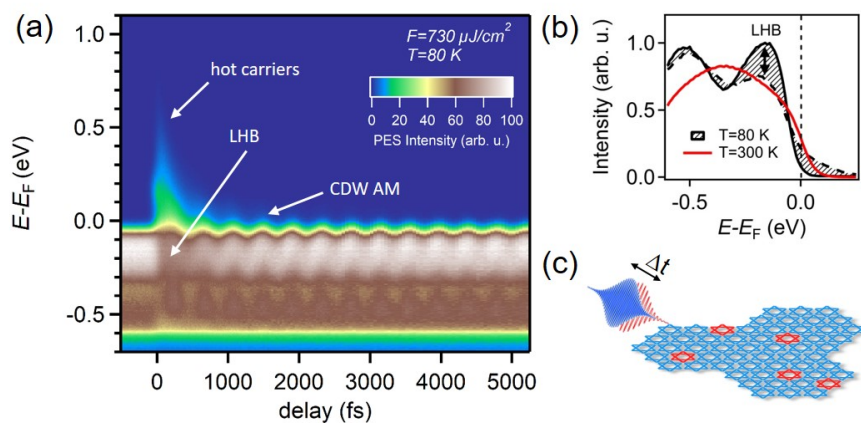 (a)
1.0
0.5
0.0
-0.5
E-E_F (eV)
F=730 μJ/cm²
T=80 K
0 20 40 60 80 100
PES Intensity (arb. u.)
hot carriers
LHB
CDW AM
0 1000 2000 3000 4000 5000
delay (fs)
(b)
LHB
1.0
0.5
0.0
Intensity (arb. u.)
T=80 K
T=300 K
-0.5 0.0
E-E_F (eV)
(c)
Δt